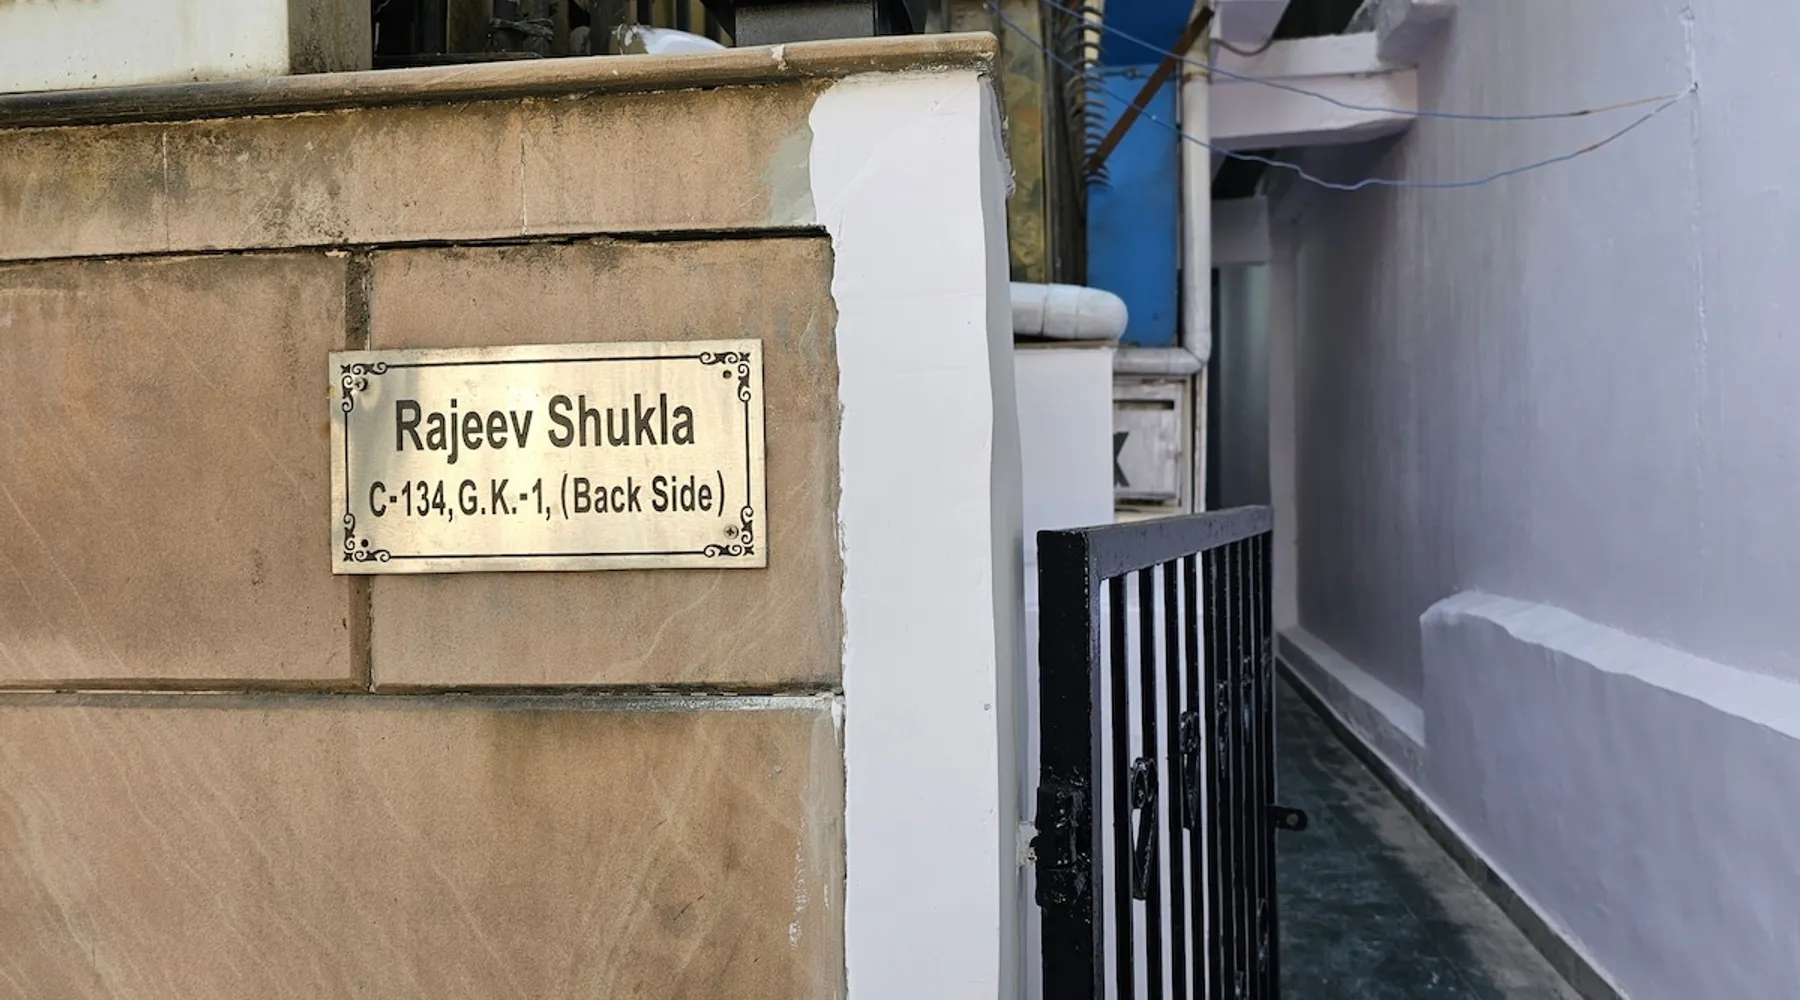 Rajeev Shukla
C-134,G.K.-1, (Back Side)
K